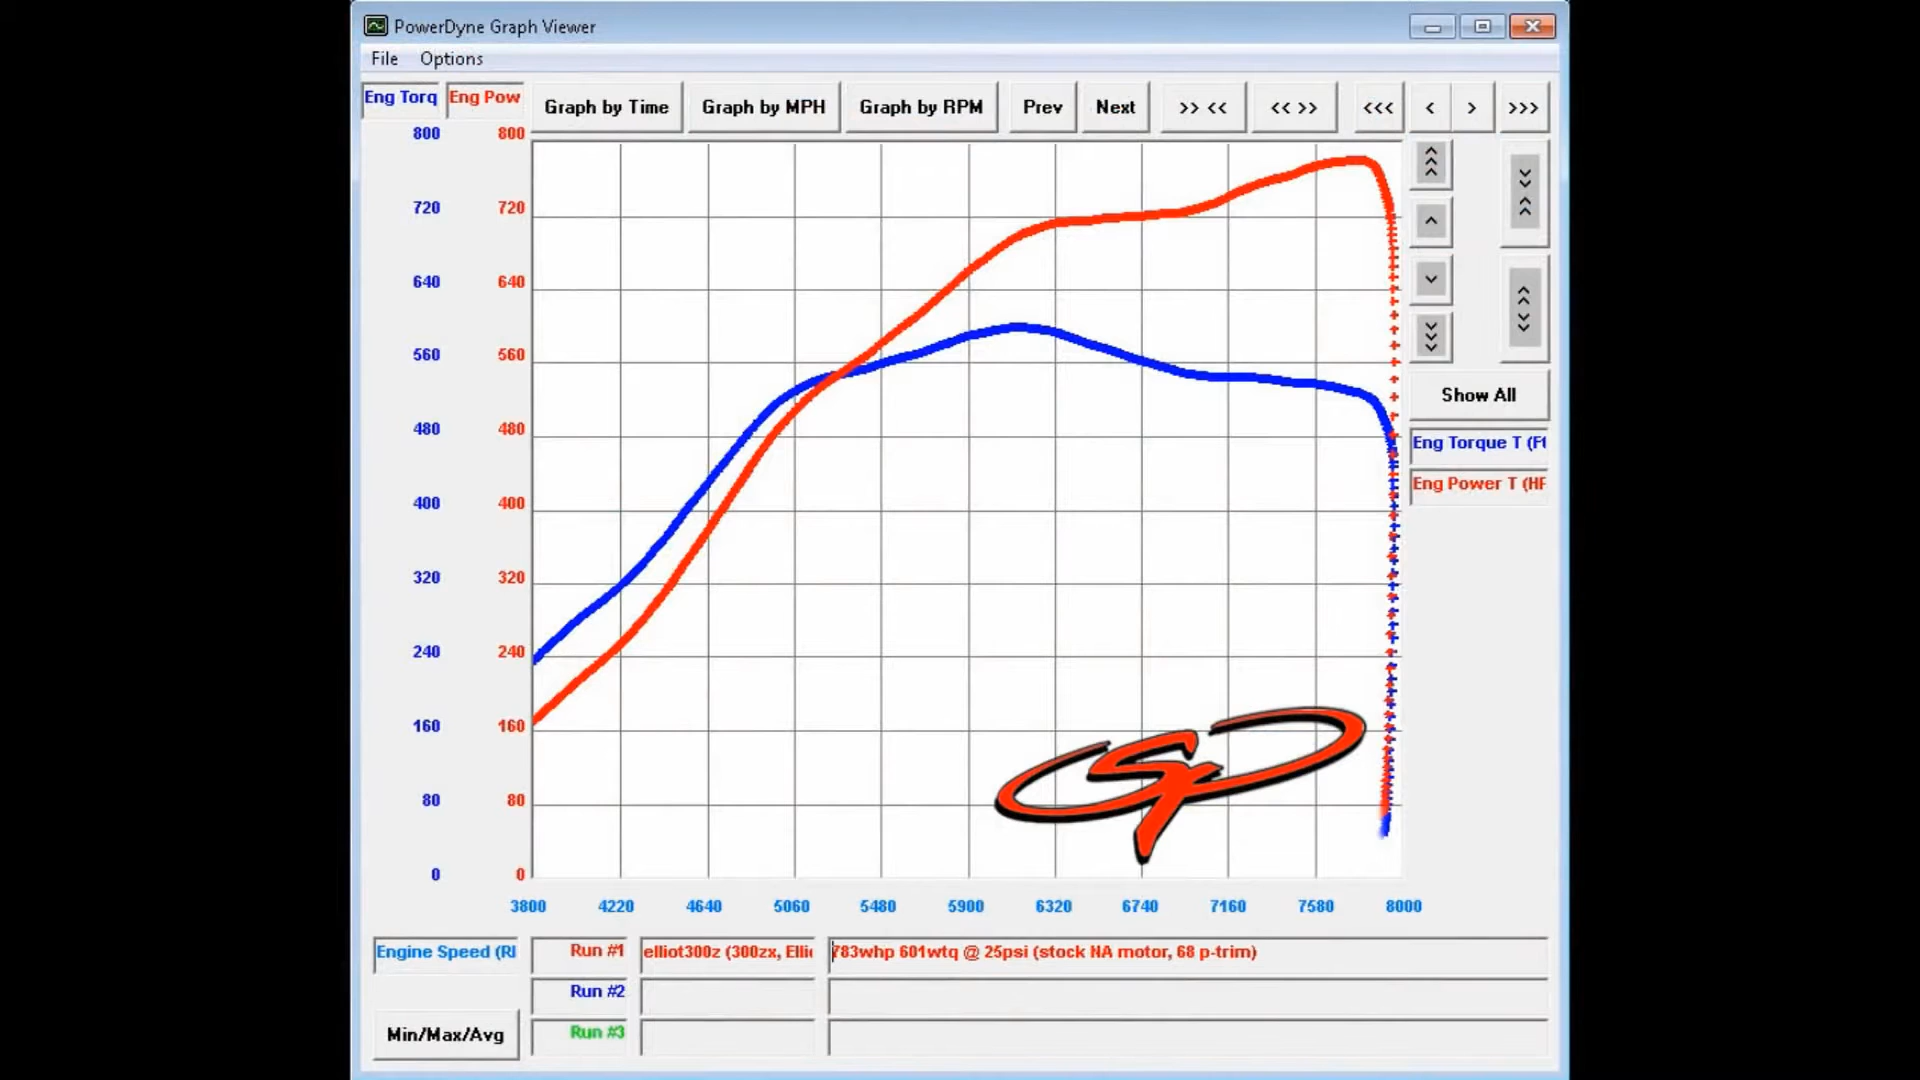 PowerDyne Graph Viewer
File Options
Eng Torq Eng Pow Graph by Time Graph by MPH Graph by RPM Prev Next >> << << >> <<< < > >>>
800 800
720 720
640 640
560 560
480 480
400 400
320 320
240 240
160 160
80 80
0 0
Show All
Eng Torque T (Ft
Eng Power T (HP
3800 4220 4640 5060 5480 5900 6320 6740 7160 7580 8000
Engine Speed (RI Run #1 elliot300z (300zx, Ellio 783whp 601wtq @ 25psi (stock NA motor, 68 p-trim)
Run #2
Min/Max/Avg Run #3